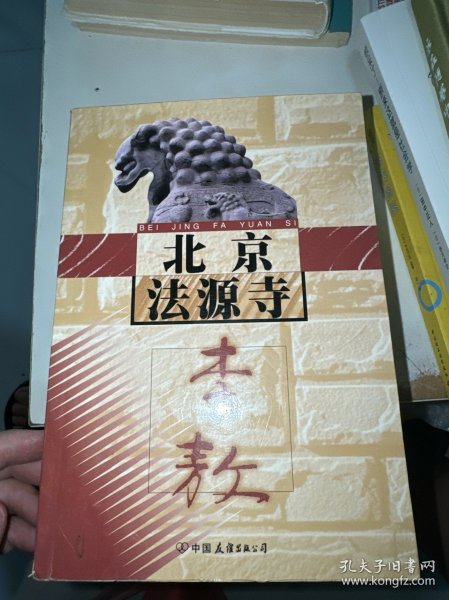 BEI JING FA YUAN SI
北京
法源寺
李
敖
中国友谊出版公司
孔夫子旧书网
www.kongfz.com